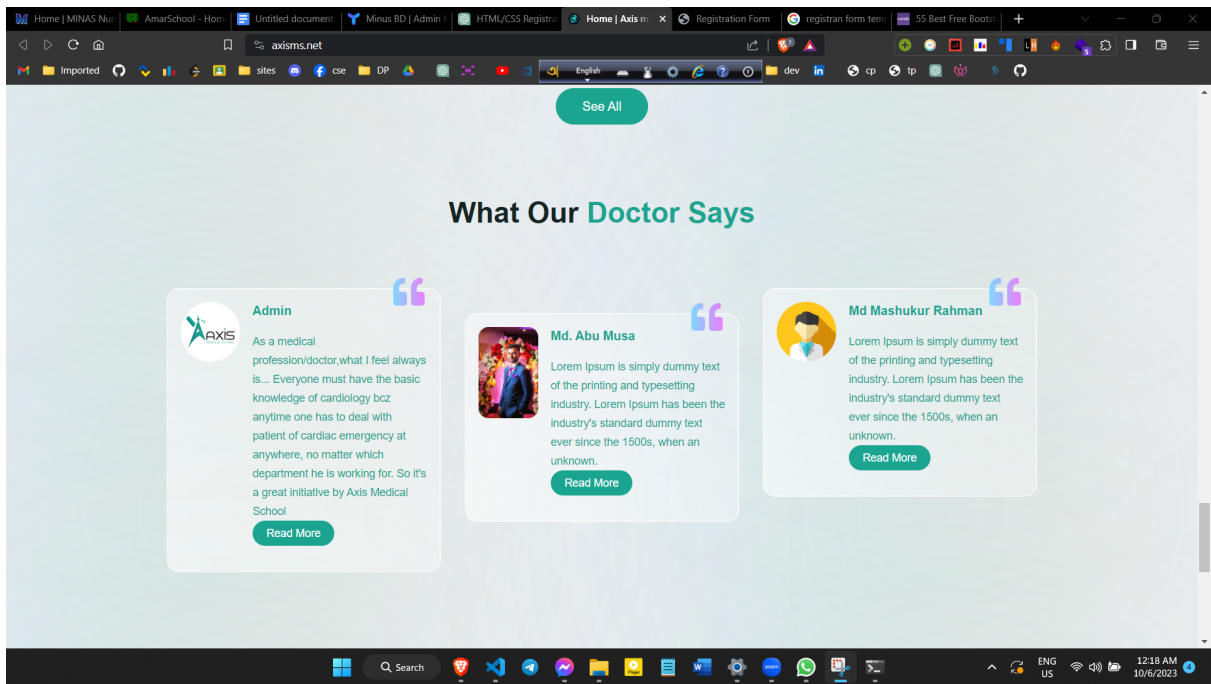 Home | MINAS Nur
AmarSchool - Hom
Untitled document
Minus BD | Admin
HTML/CSS Registra
Home | Axis m
Registration Form
registran form tem
55 Best Free Boots
axisms.net
Imported
sites
cse
DP
English
dev
cp
tp
See All
What Our Doctor Says
Admin
As a medical
profession/doctor,what I feel always
is... Everyone must have the basic
knowledge of cardiology bcz
anytime one has to deal with
patient of cardiac emergency at
anywhere, no matter which
department he is working for. So it's
a great initiative by Axis Medical
School
Read More
AXIS
Md. Abu Musa
Lorem Ipsum is simply dummy text
of the printing and typesetting
industry. Lorem Ipsum has been the
industry's standard dummy text
ever since the 1500s, when an
unknown.
Read More
Md Mashukur Rahman
Lorem Ipsum is simply dummy text
of the printing and typesetting
industry. Lorem Ipsum has been the
industry's standard dummy text
ever since the 1500s, when an
unknown.
Read More
Search
ENG
US
12:18 AM
10/6/2023
4